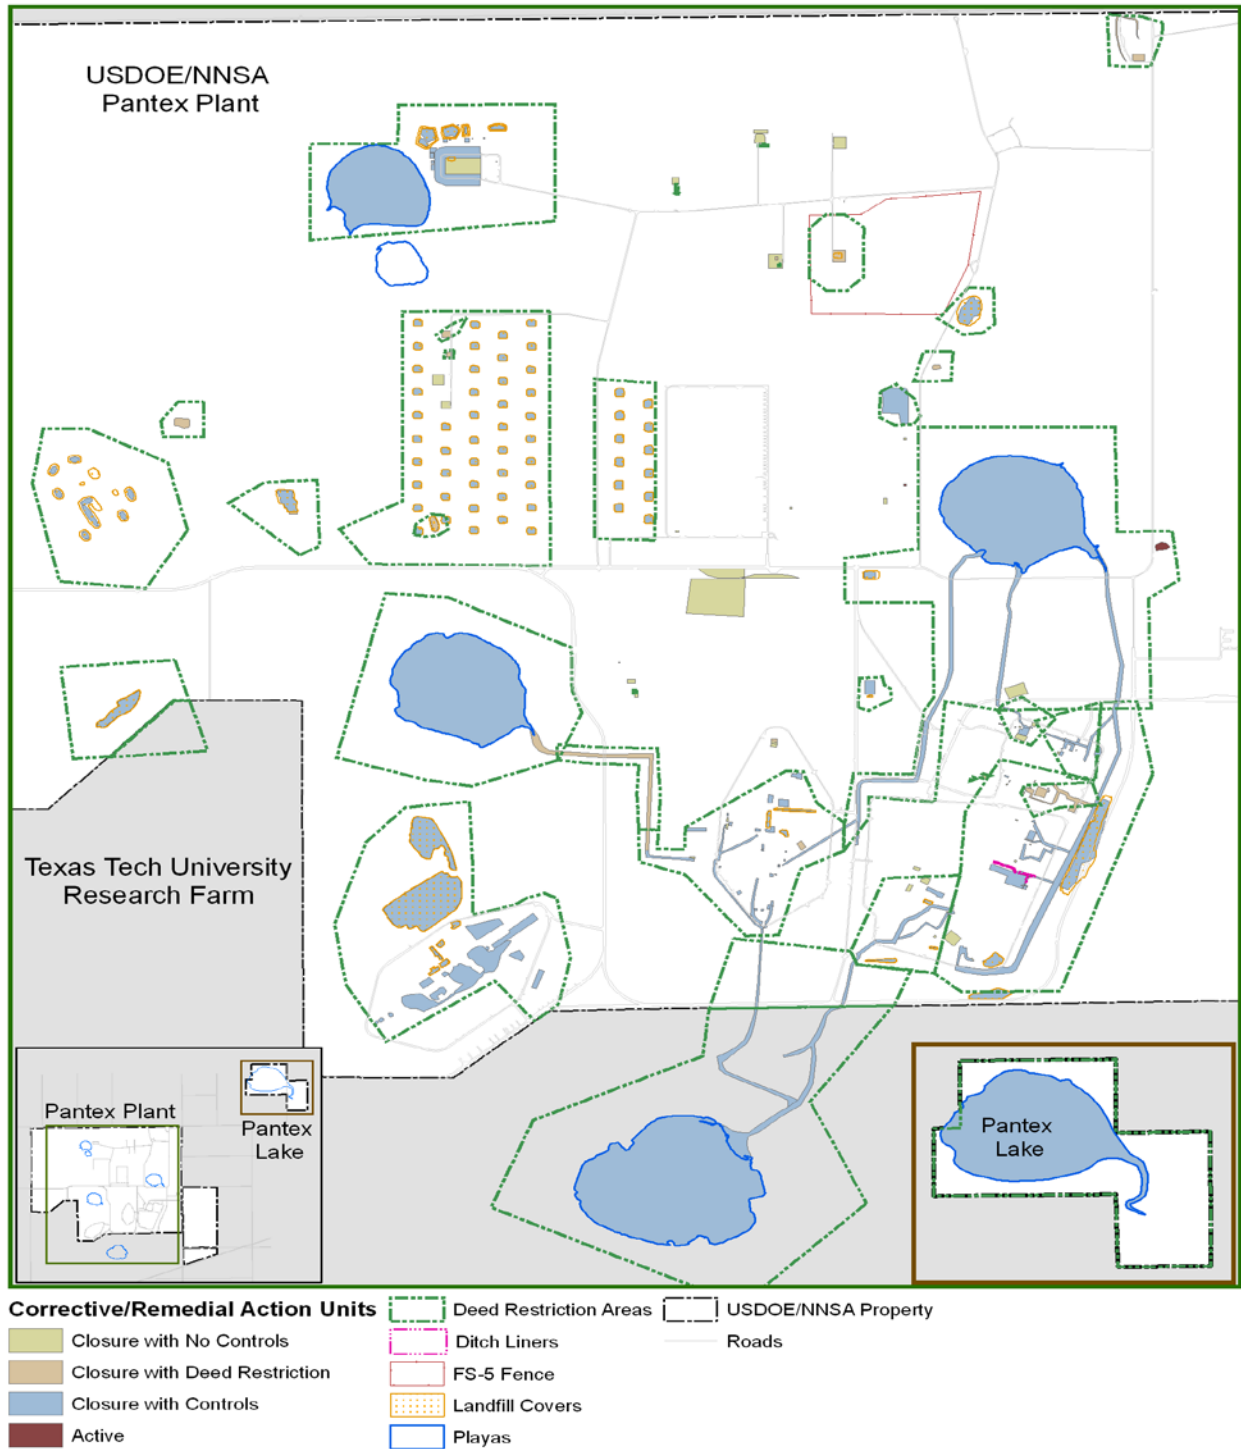 USDOE/NNSA
Pantex Plant
Texas Tech University
Research Farm
Pantex Plant
Pantex
Lake
Pantex
Lake
Corrective/Remedial Action Units
Closure with No Controls
Closure with Deed Restriction
Closure with Controls
Active
Deed Restriction Areas
Ditch Liners
FS-5 Fence
Landfill Covers
Playas
USDOE/NNSA Property
Roads